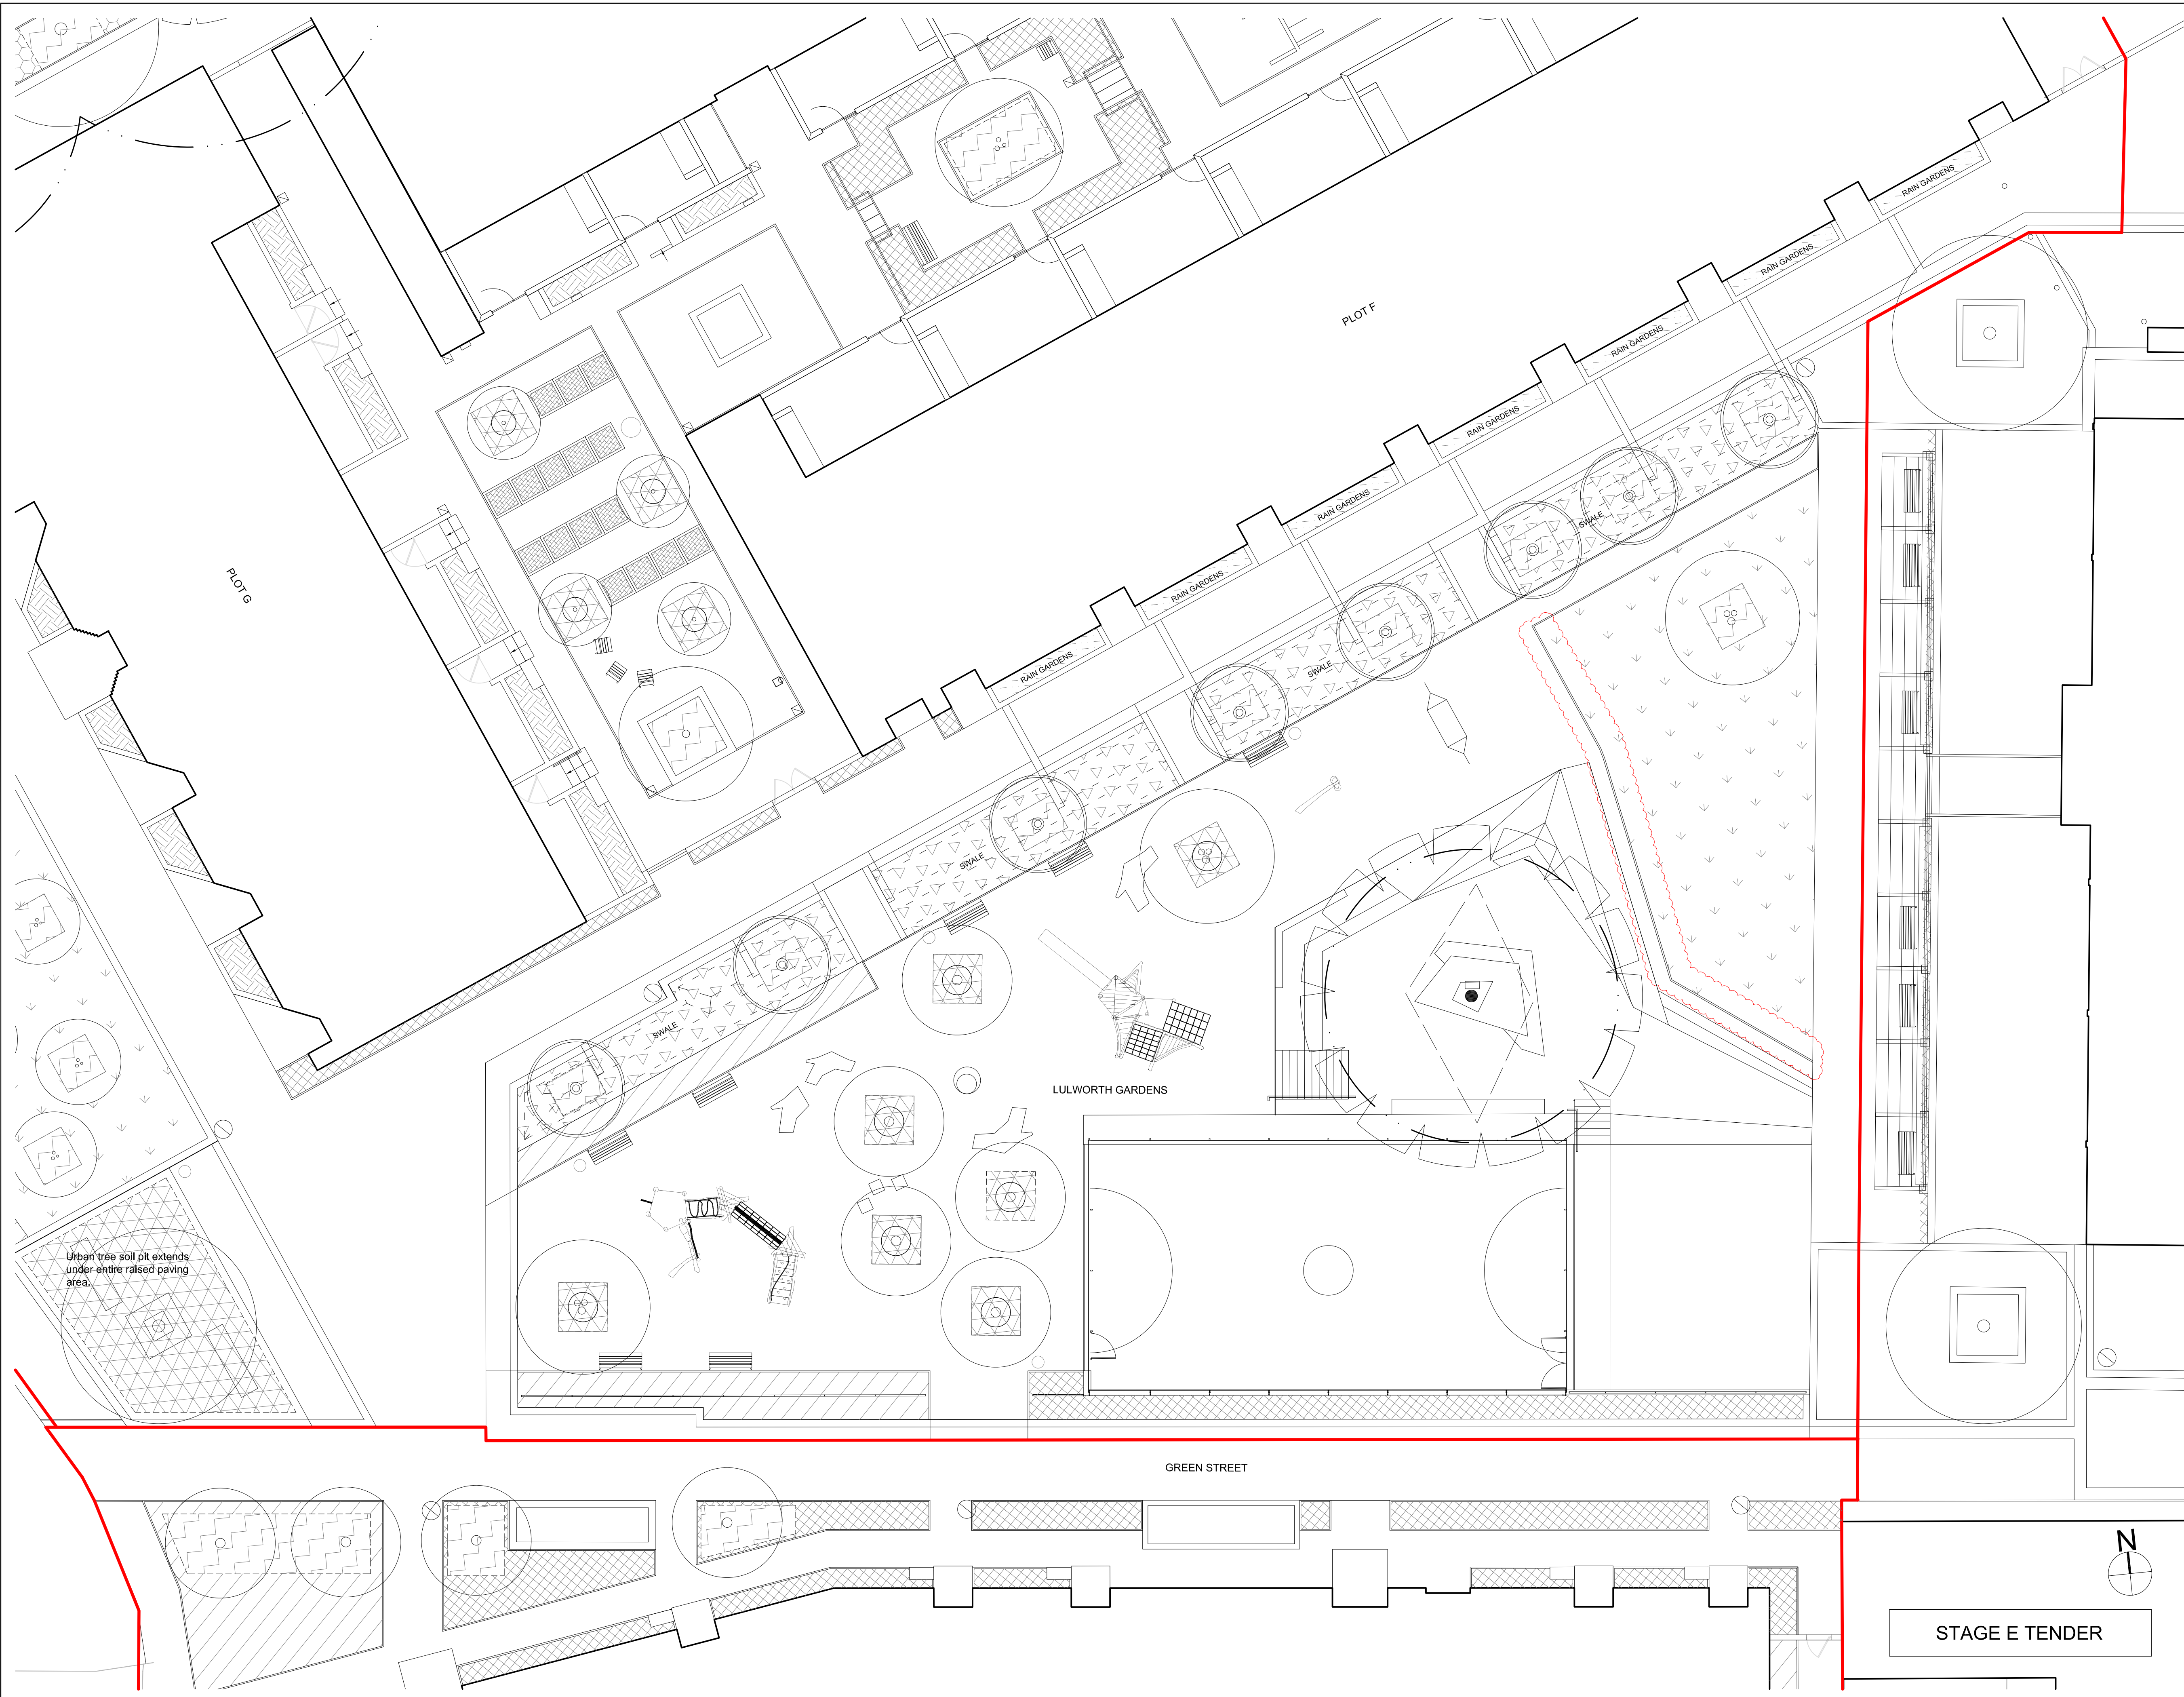 RAIN GARDENS
RAIN GARDENS
PLOT F
RAIN GARDENS
RAIN GARDENS
RAIN GARDENS
SWALE
RAIN GARDENS
PLOT G
RAIN GARDENS
SWALE
SWALE
SWALE
LULWORTH GARDENS
Urban tree soil pit extends
under entire raised paving
area.
GREEN STREET
N
STAGE E TENDER